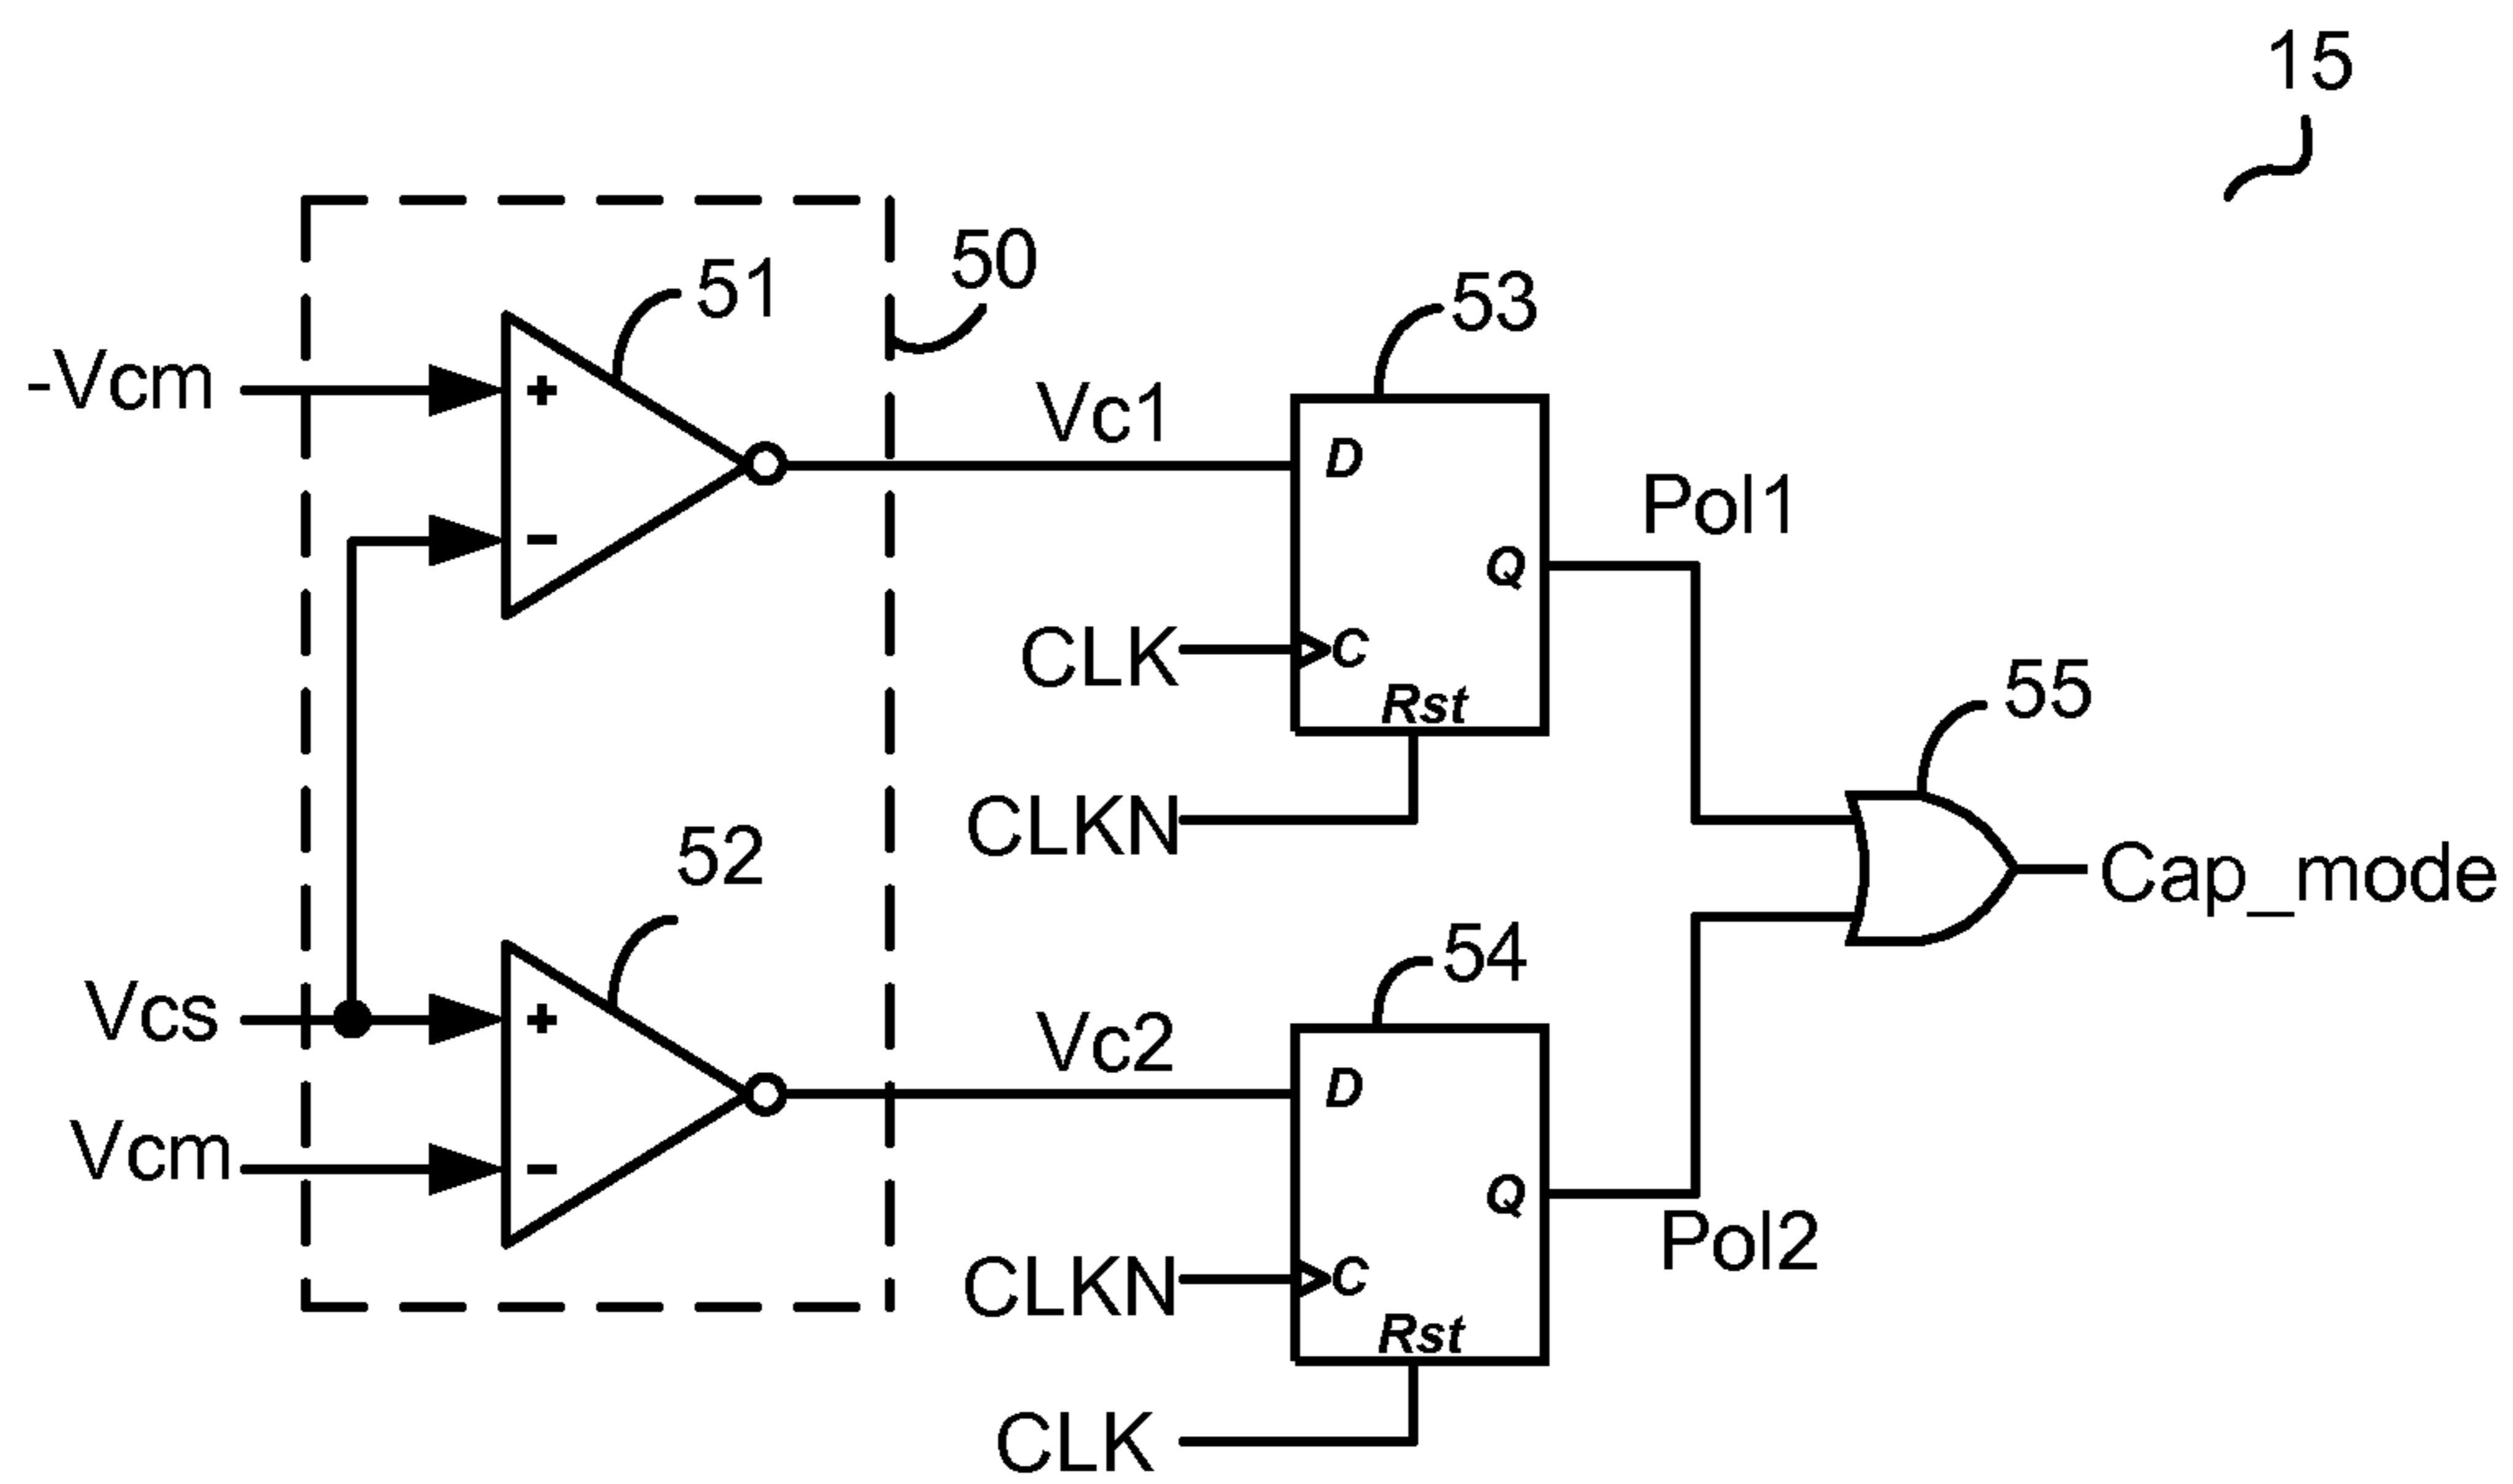 15
50
51
53
-Vcm
+
-
Vc1
D
Pol1
Q
CLK
C
Rst
CLKN
55
52
Cap_mode
54
Vcs
+
Vc2
D
Vcm
-
Q
Pol2
CLKN
C
Rst
CLK